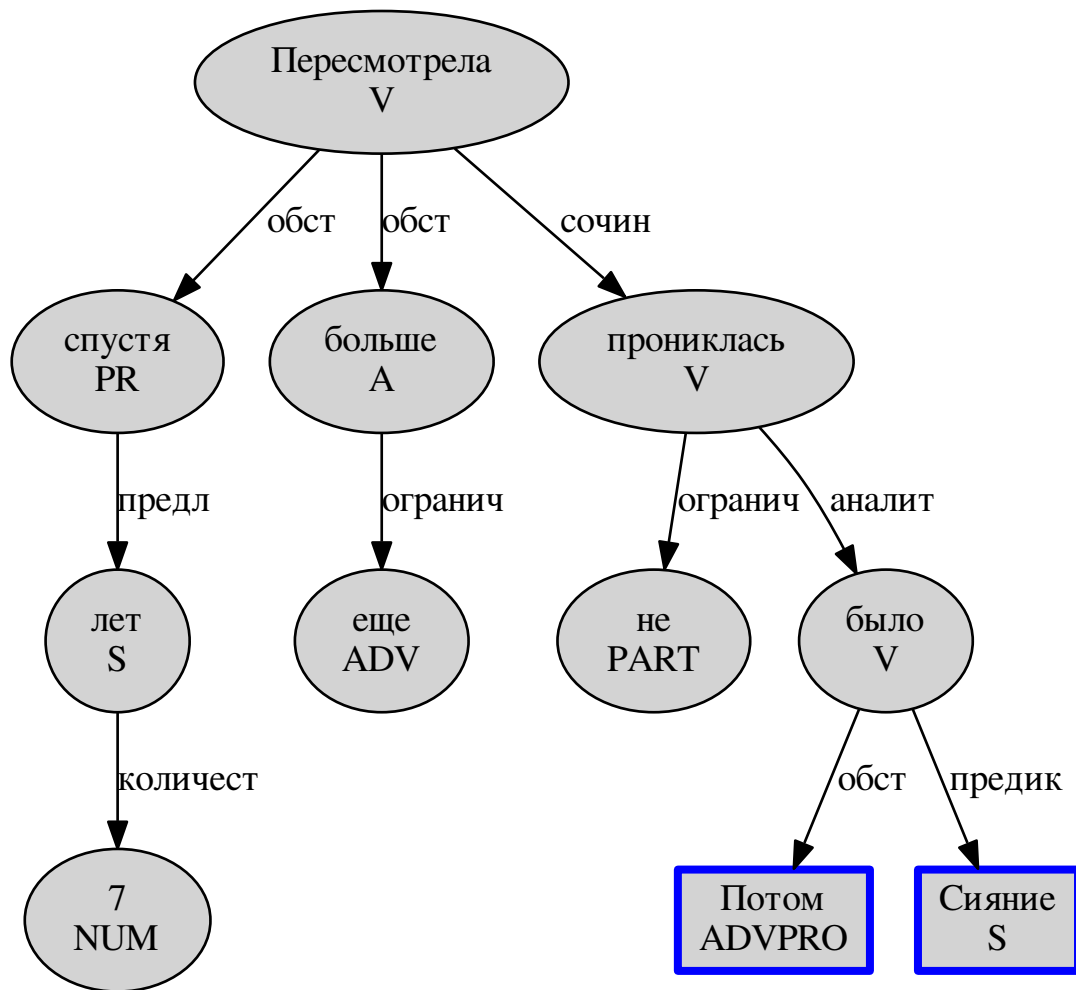 Пересмотрела
V
обст
обст
сочин
спустя
PR
больше
A
прониклась
V
предл
огранич
огранич
аналит
лет
S
еще
ADV
не
PART
было
V
количест
обст
предик
7
NUM
Потом
ADVPRO
Сияние
S